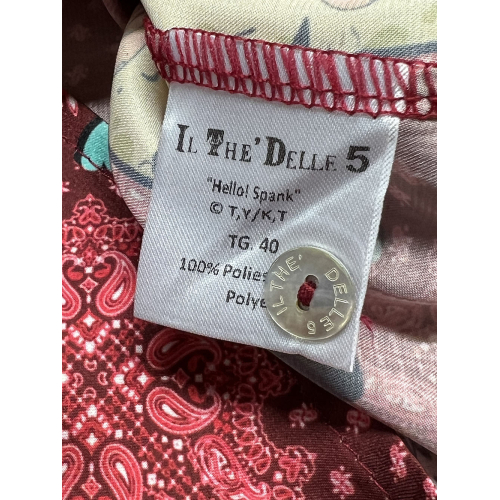 IL THE' DELLE 5
"Hello! Spank"
© T,Y/K,T
TG. 40
100% Polies
Polye
IL THE' DELLE 5